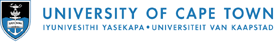 UNIVERSITY OF CAPE TOWN
IYUNIVESITHI YASEKAPA • UNIVERSITEIT VAN KAAPSTAD